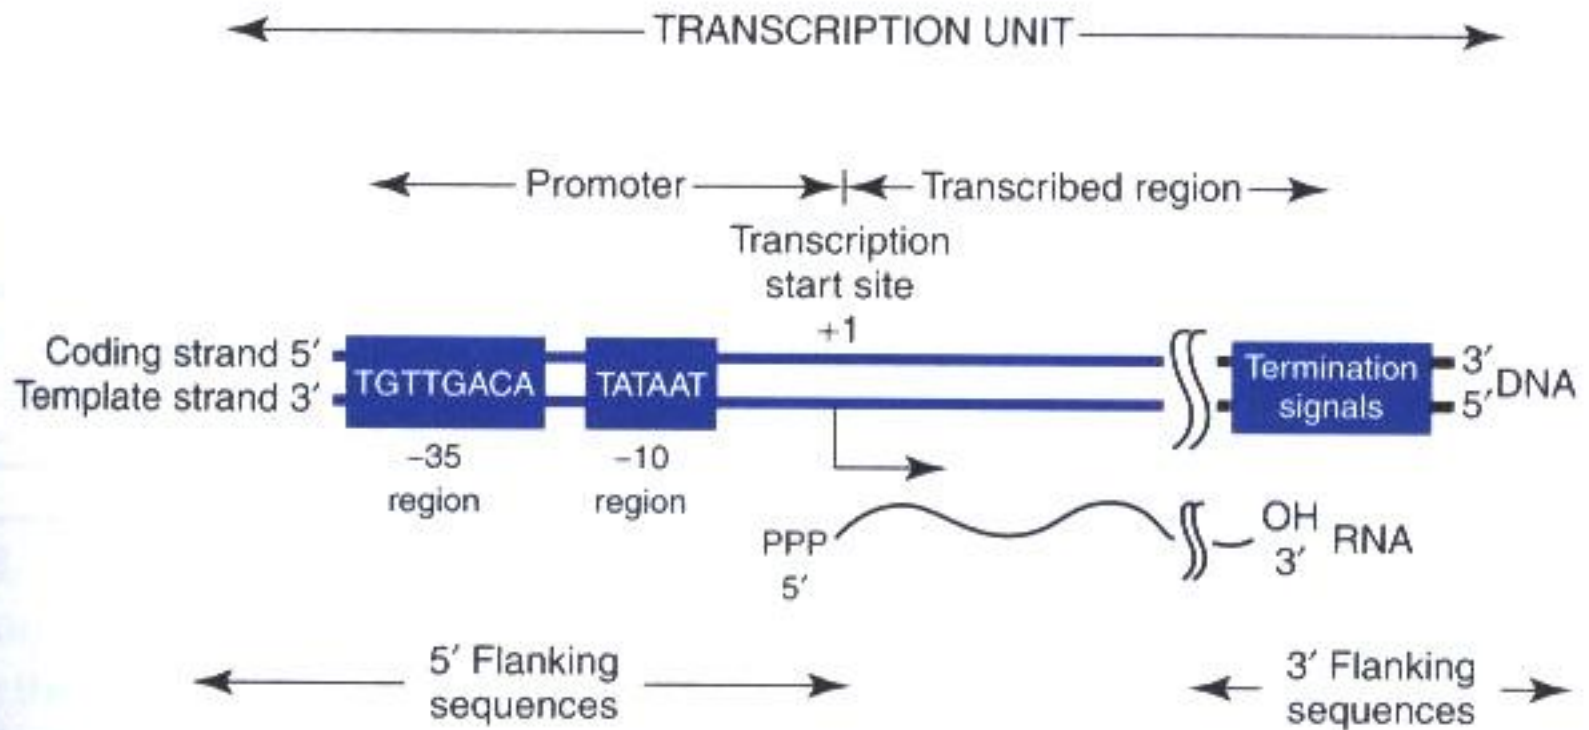 TRANSCRIPTION UNIT
Promoter
Transcribed region
Transcription
start site
+1
Coding strand 5′
Template strand 3′
TGTTGACA
TATAAT
Termination
signals
3′
5′
DNA
−35
region
−10
region
PPP
5′
OH
3′
RNA
5′ Flanking
sequences
3′ Flanking
sequences